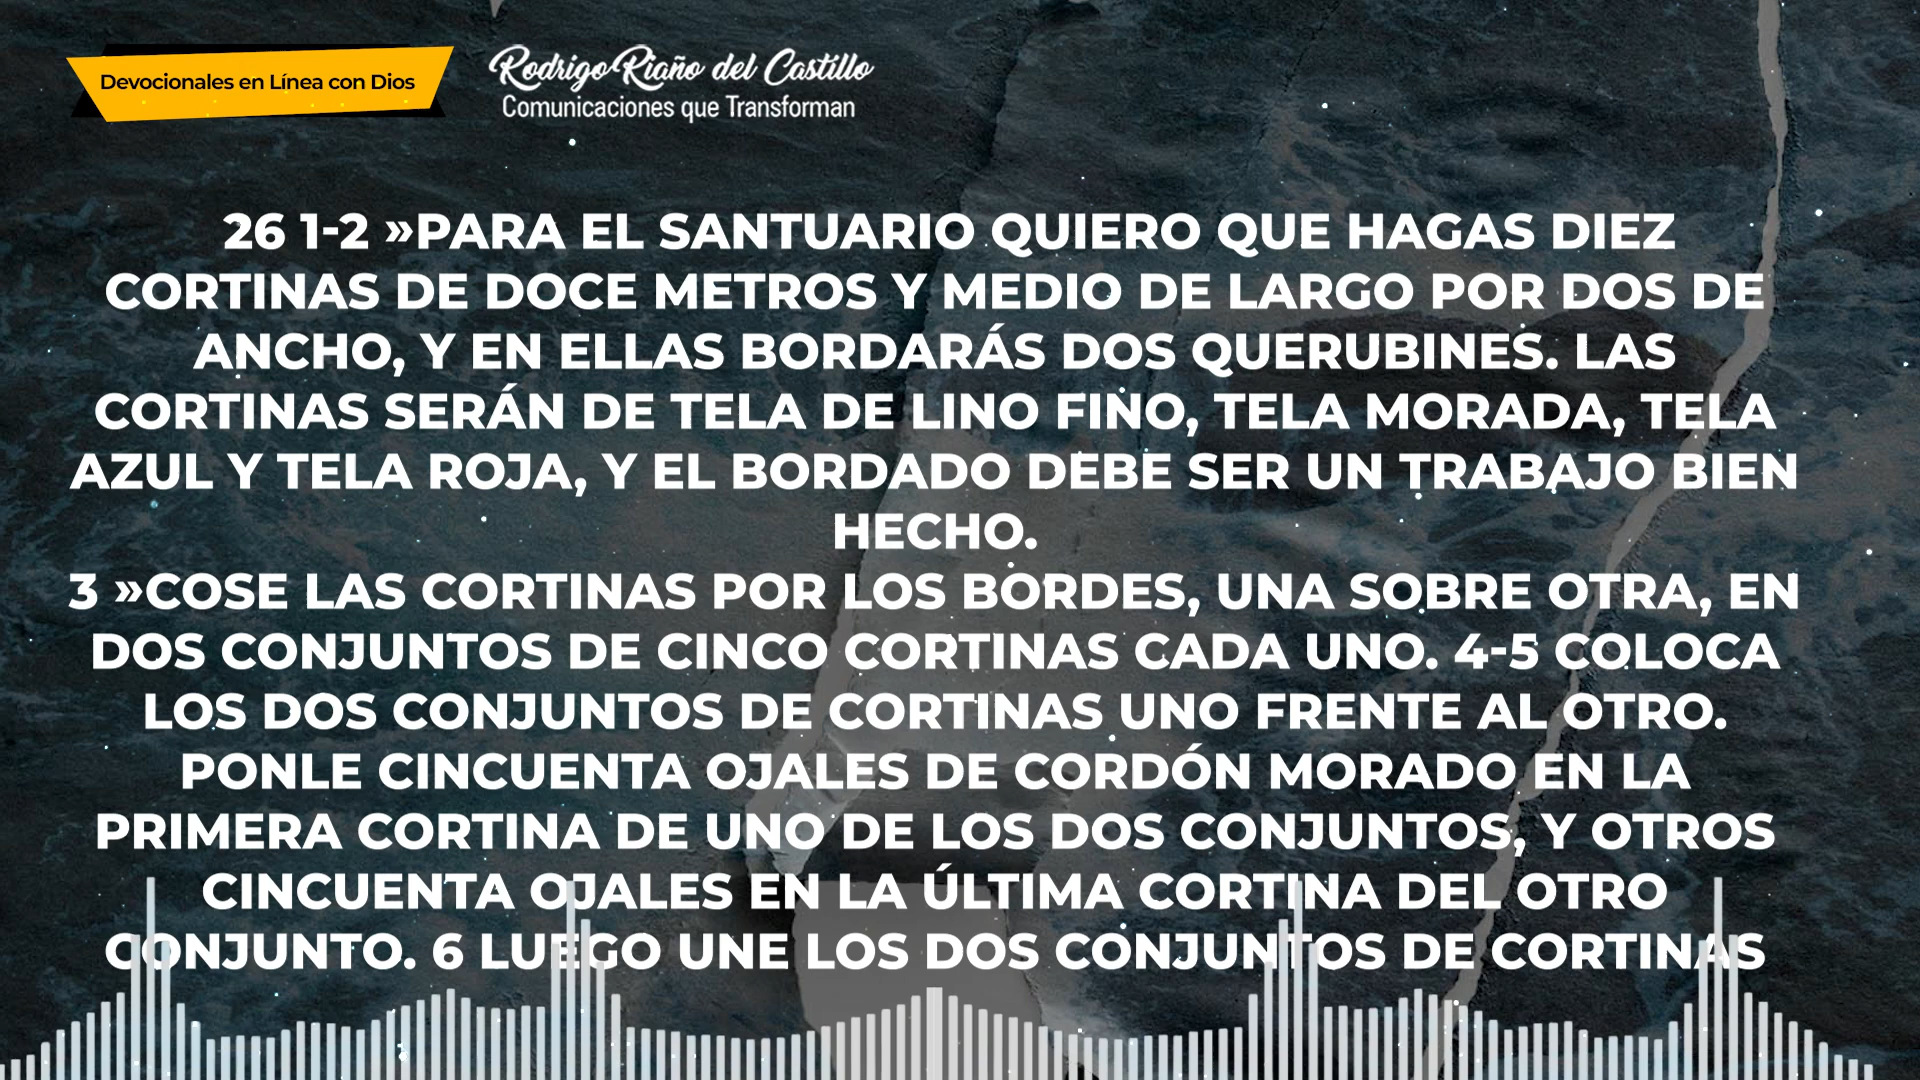 Devocionales en Línea con Dios
Rodrigo Riaño del Castillo
Comunicaciones que Transforman
26 1-2 »PARA EL SANTUARIO QUIERO QUE HAGAS DIEZ
CORTINAS DE DOCE METROS Y MEDIO DE LARGO POR DOS DE
ANCHO, Y EN ELLAS BORDARÁS DOS QUERUBINES. LAS
CORTINAS SERÁN DE TELA DE LINO FINO, TELA MORADA, TELA
AZUL Y TELA ROJA, Y EL BORDADO DEBE SER UN TRABAJO BIEN
HECHO.
3 »COSE LAS CORTINAS POR LOS BORDES, UNA SOBRE OTRA, EN
DOS CONJUNTOS DE CINCO CORTINAS CADA UNO. 4-5 COLOCA
LOS DOS CONJUNTOS DE CORTINAS UNO FRENTE AL OTRO.
PONLE CINCUENTA OJALES DE CORDÓN MORADO EN LA
PRIMERA CORTINA DE UNO DE LOS DOS CONJUNTOS, Y OTROS
CINCUENTA OJALES EN LA ÚLTIMA CORTINA DEL OTRO
CONJUNTO. 6 LUEGO UNE LOS DOS CONJUNTOS DE CORTINAS